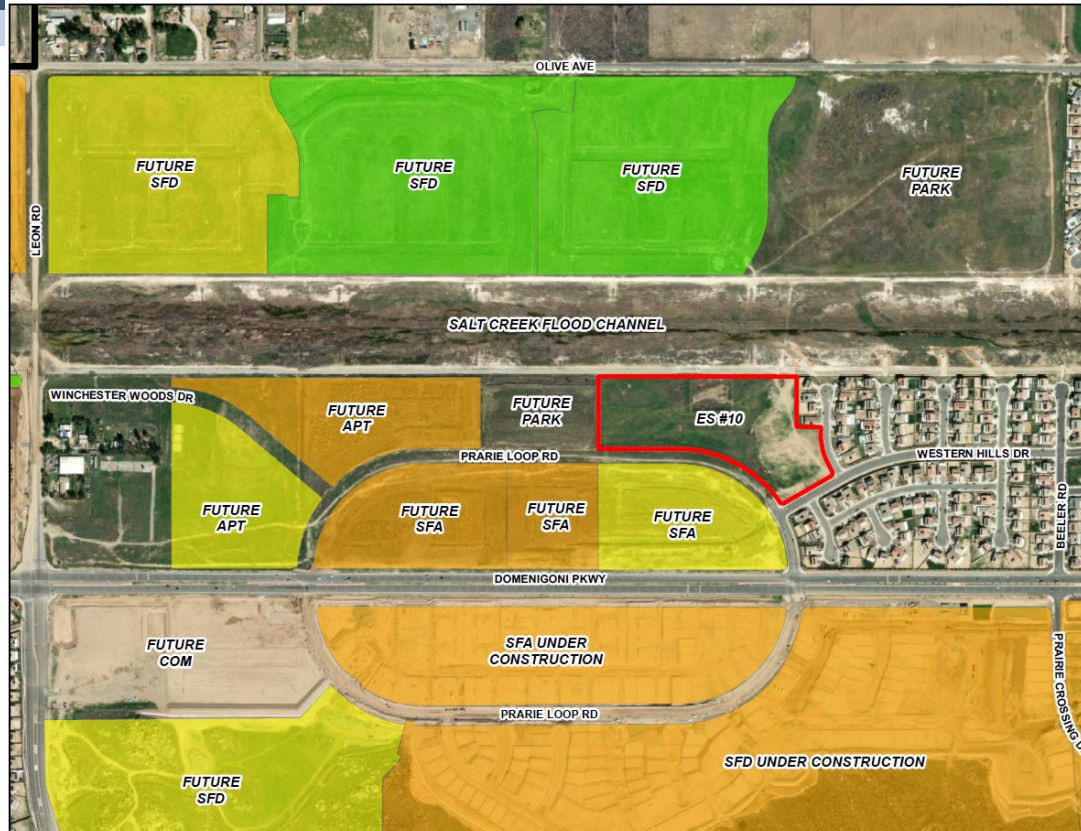 OLIVE AVE
FUTURE
SFD
FUTURE
SFD
FUTURE
SFD
FUTURE
PARK
LEON RD
SALT CREEK FLOOD CHANNEL
WINCHESTER WOODS DR
FUTURE
APT
FUTURE
PARK
ES #10
PRARIE LOOP RD
WESTERN HILLS DR
BEELER RD
FUTURE
APT
FUTURE
SFA
FUTURE
SFA
FUTURE
SFA
DOMENIGONI PKWY
FUTURE
COM
SFA UNDER
CONSTRUCTION
PRAIRIE CROSSING D
PRARIE LOOP RD
SFD UNDER CONSTRUCTION
FUTURE
SFD